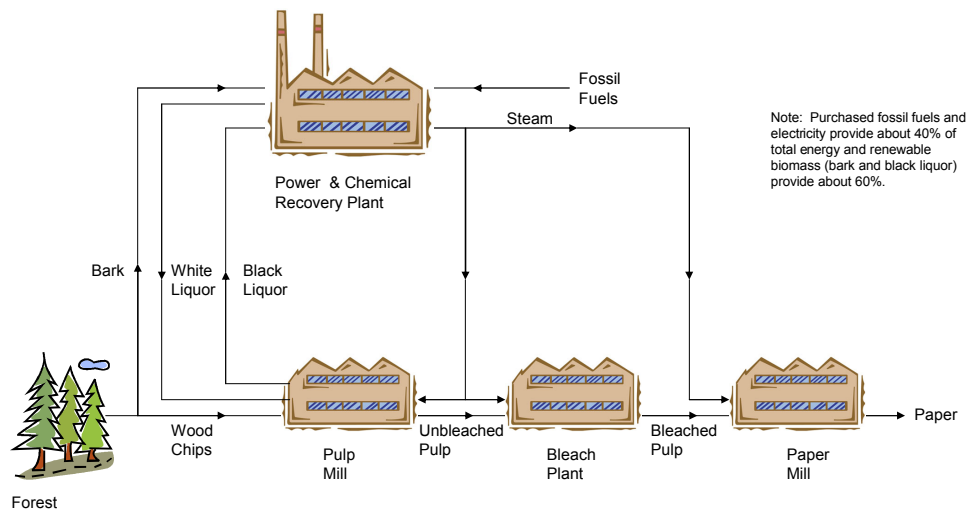 Fossil
Fuels
Steam
Note: Purchased fossil fuels and
electricity provide about 40% of
total energy and renewable
biomass (bark and black liquor)
provide about 60%.
Power & Chemical
Recovery Plant
Bark
White
Liquor
Black
Liquor
Wood
Chips
Unbleached
Pulp
Bleached
Pulp
Paper
Pulp
Mill
Bleach
Plant
Paper
Mill
Forest